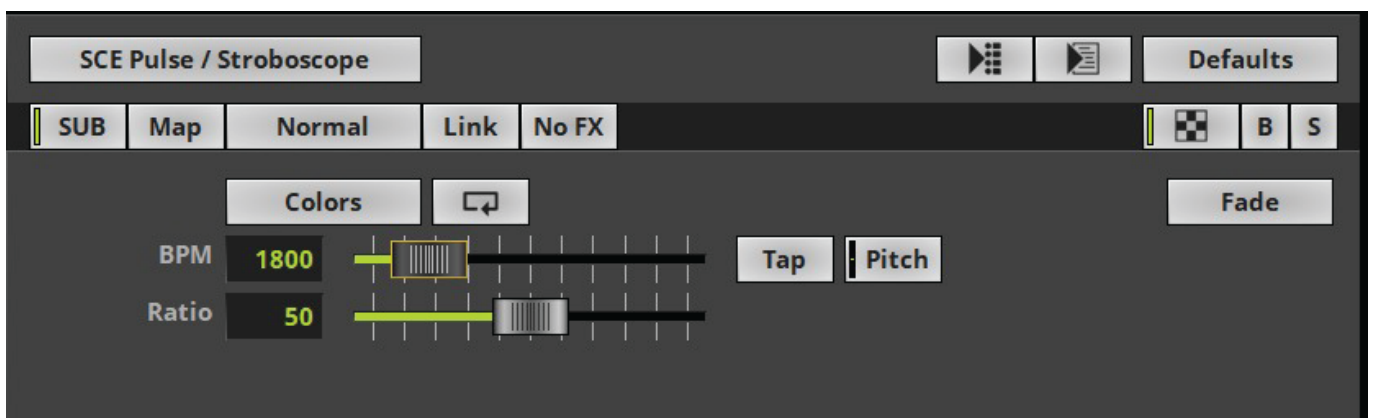 SCE Pulse / Stroboscope Defaults
SUB Map Normal Link No FX B S
Colors Fade
BPM 1800 Tap Pitch
Ratio 50